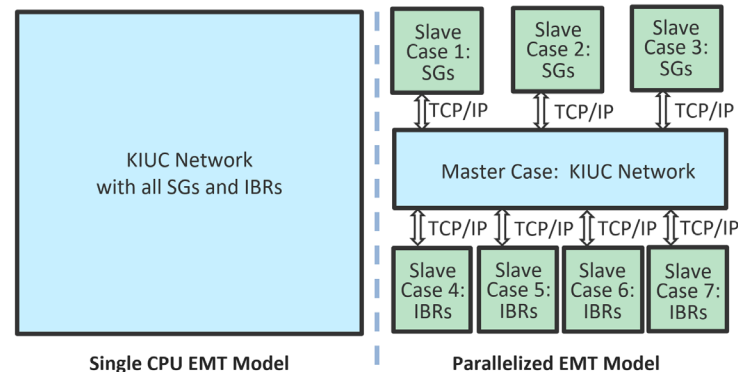 KIUC Network
with all SGs and IBRs
Single CPU EMT Model
Slave
Case 1:
SGs
Slave
Case 2:
SGs
Slave
Case 3:
SGs
TCP/IP
TCP/IP
TCP/IP
Master Case: KIUC Network
TCP/IP
TCP/IP
TCP/IP
TCP/IP
Slave
Case 4:
IBRs
Slave
Case 5:
IBRs
Slave
Case 6:
IBRs
Slave
Case 7:
IBRs
Parallelized EMT Model